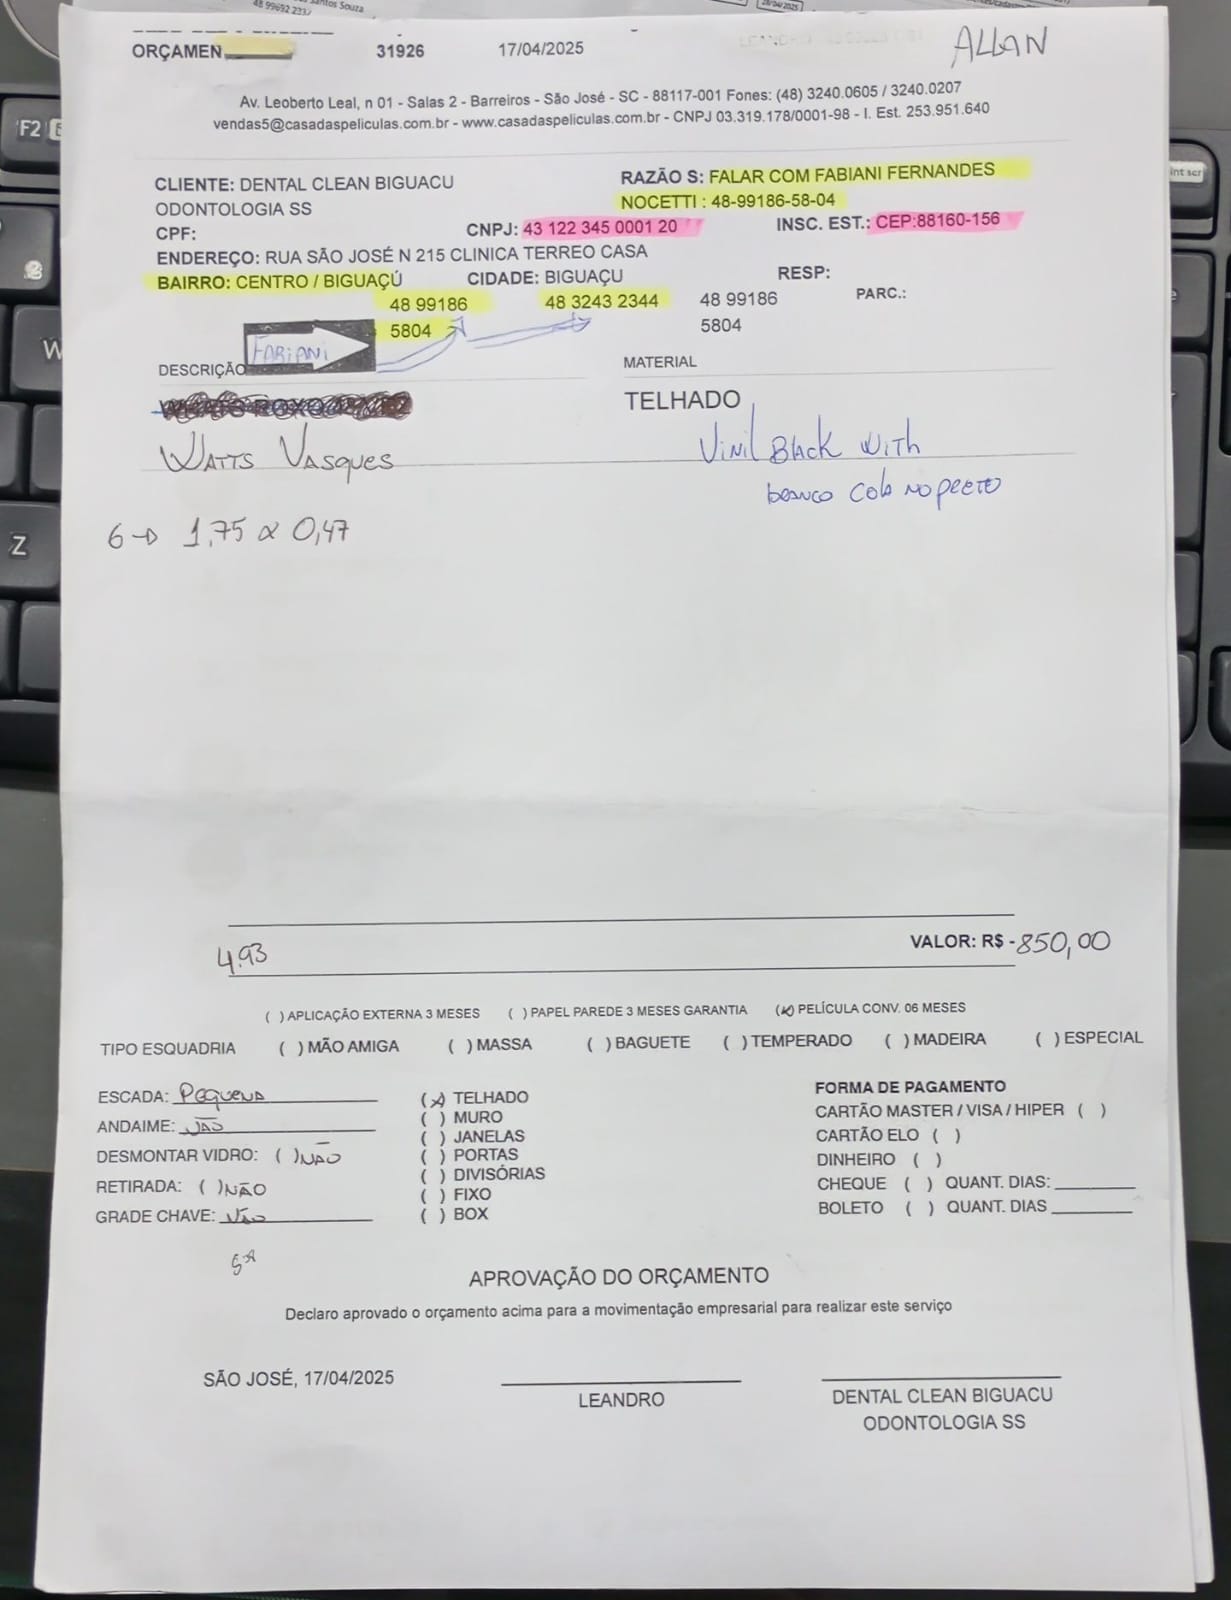 48 99692 2337
ORÇAMEN 31926 17/04/2025
ALLAN
Av. Leoberto Leal, n 01 - Salas 2 - Barreiros - São José - SC - 88117-001 Fones: (48) 3240.0605 / 3240.0207
vendas5@casadaspeliculas.com.br - www.casadaspeliculas.com.br - CNPJ 03.319.178/0001-98 - I. Est. 253.951.640
CLIENTE: DENTAL CLEAN BIGUACU RAZÃO S: FALAR COM FABIANI FERNANDES
ODONTOLOGIA SS NOCETTI : 48-99186-58-04
CPF: CNPJ: 43 122 345 0001 20 INSC. EST.: CEP:88160-156
ENDEREÇO: RUA SÃO JOSÉ N 215 CLINICA TERREO CASA
BAIRRO: CENTRO / BIGUAÇÚ CIDADE: BIGUAÇU RESP:
48 99186 48 3243 2344 48 99186 PARC.:
5804 5804
FABIANI
DESCRIÇÃO MATERIAL
TELHADO
WATTS VASQUES VINIL BLACK WITH
branco cola no preto
6 → 1,75 x 0,47
4.93 VALOR: R$ -850,00
( ) APLICAÇÃO EXTERNA 3 MESES ( ) PAPEL PAREDE 3 MESES GARANTIA (x) PELÍCULA CONV. 06 MESES
TIPO ESQUADRIA ( ) MÃO AMIGA ( ) MASSA ( ) BAGUETE ( ) TEMPERADO ( ) MADEIRA ( ) ESPECIAL
ESCADA: PEQUENA (x) TELHADO FORMA DE PAGAMENTO
ANDAIME: NÃO ( ) MURO CARTÃO MASTER / VISA / HIPER ( )
( ) JANELAS CARTÃO ELO ( )
DESMONTAR VIDRO: ( ) NÃO ( ) PORTAS DINHEIRO ( )
RETIRADA: ( ) NÃO ( ) DIVISÓRIAS CHEQUE ( ) QUANT. DIAS:
( ) FIXO BOLETO ( ) QUANT. DIAS
GRADE CHAVE: NÃO ( ) BOX
APROVAÇÃO DO ORÇAMENTO
Declaro aprovado o orçamento acima para a movimentação empresarial para realizar este serviço
SÃO JOSÉ, 17/04/2025
LEANDRO DENTAL CLEAN BIGUACU
ODONTOLOGIA SS
F2
W
Z